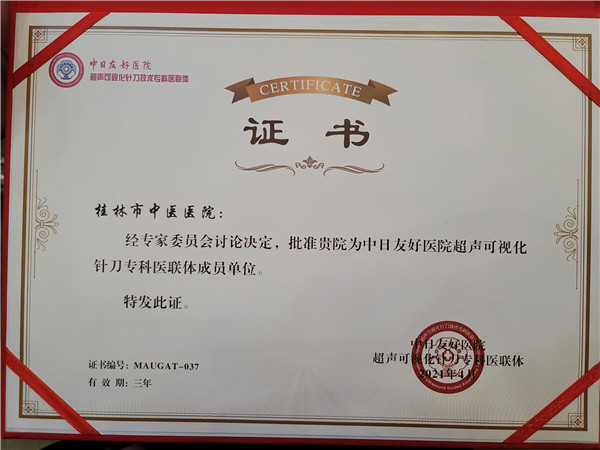 中日友好医院
超声可视化针刀技术专科医联体
CERTIFICATE
证 书
桂林市中医医院：
经专家委员会讨论决定，批准贵院为中日友好医院超声可视化
针刀专科医联体成员单位。
特发此证。
中日友好医院
超声可视化针刀专科医联体
2021年4月
证书编号：MAUGAT-037
有 效 期：三年